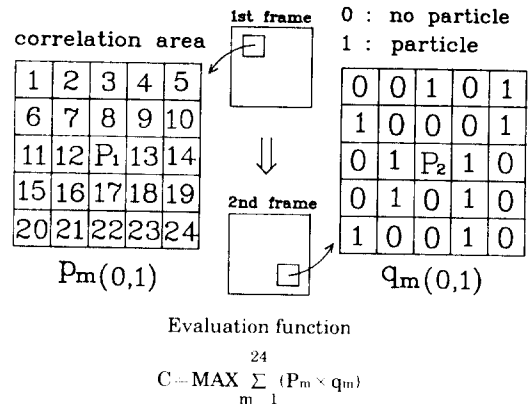 1st frame
0 : no particle
1 : particle
correlation area
1 2 3 4 5
6 7 8 9 10
11 12 P₁ 13 14
15 16 17 18 19
20 21 22 23 24
Pm(0,1)
2nd frame
0 0 1 0 1
1 0 0 0 1
0 1 P₂ 1 0
0 1 0 1 0
1 0 0 1 0
qm(0,1)
Evaluation function
24
C = MAX Σ (Pm × qm)
m = 1